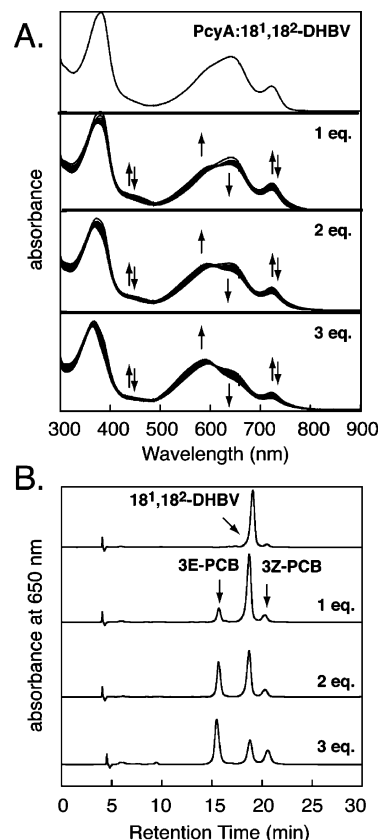 A.
PcyA:18¹,18²-DHBV
1 eq.
2 eq.
3 eq.
absorbance
300 400 500 600 700 800 900
Wavelength (nm)
B.
18¹,18²-DHBV
3E-PCB 3Z-PCB
1 eq.
2 eq.
3 eq.
absorbance at 650 nm
0 5 10 15 20 25 30
Retention Time (min)